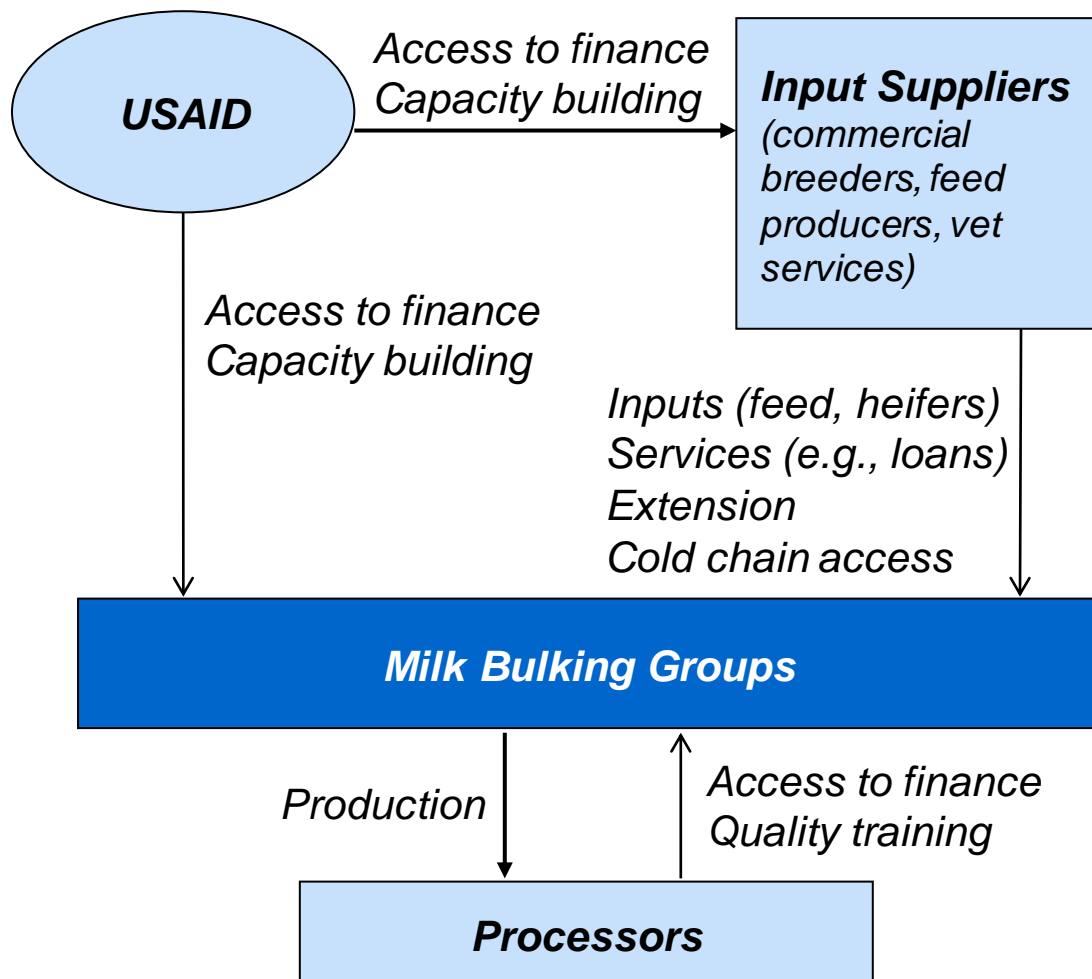 USAID
Access to finance
Capacity building
Input Suppliers
(commercial
breeders, feed
producers, vet
services)
Access to finance
Capacity building
Inputs (feed, heifers)
Services (e.g., loans)
Extension
Cold chain access
Milk Bulking Groups
Production
Access to finance
Quality training
Processors